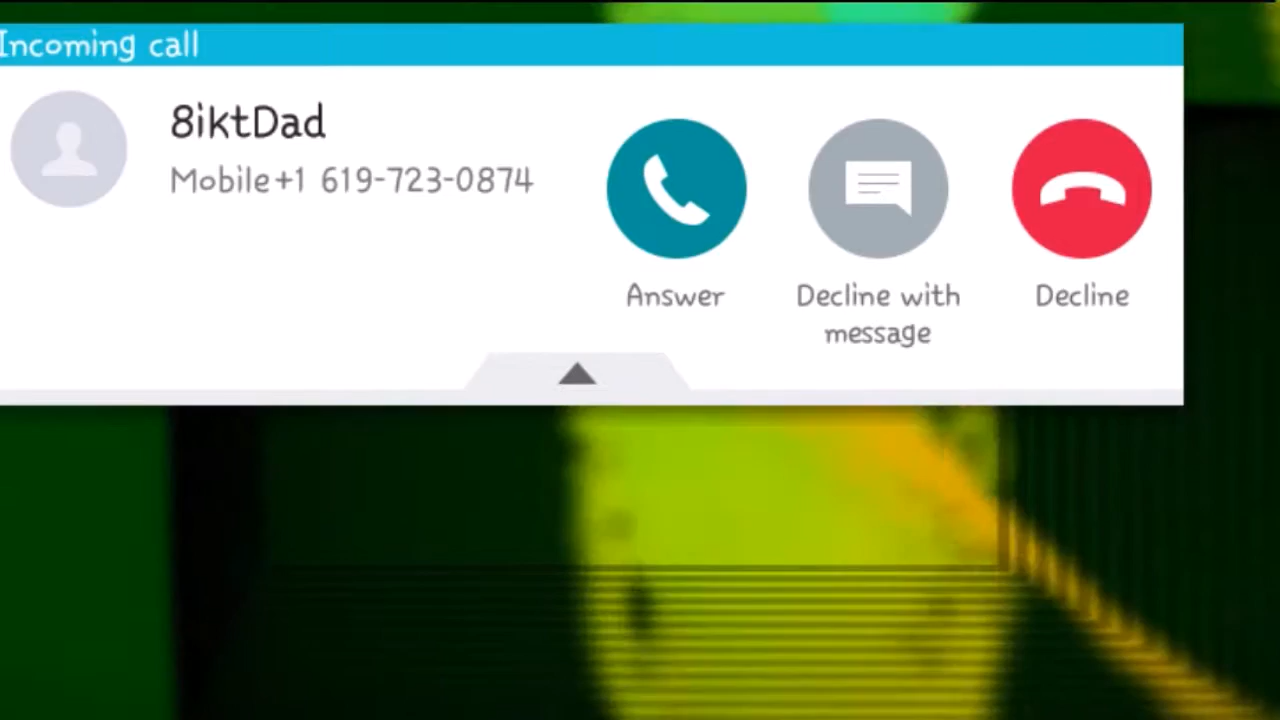 Incoming call
8iktDad
Mobile +1 619-723-0874
Answer
Decline with
message
Decline